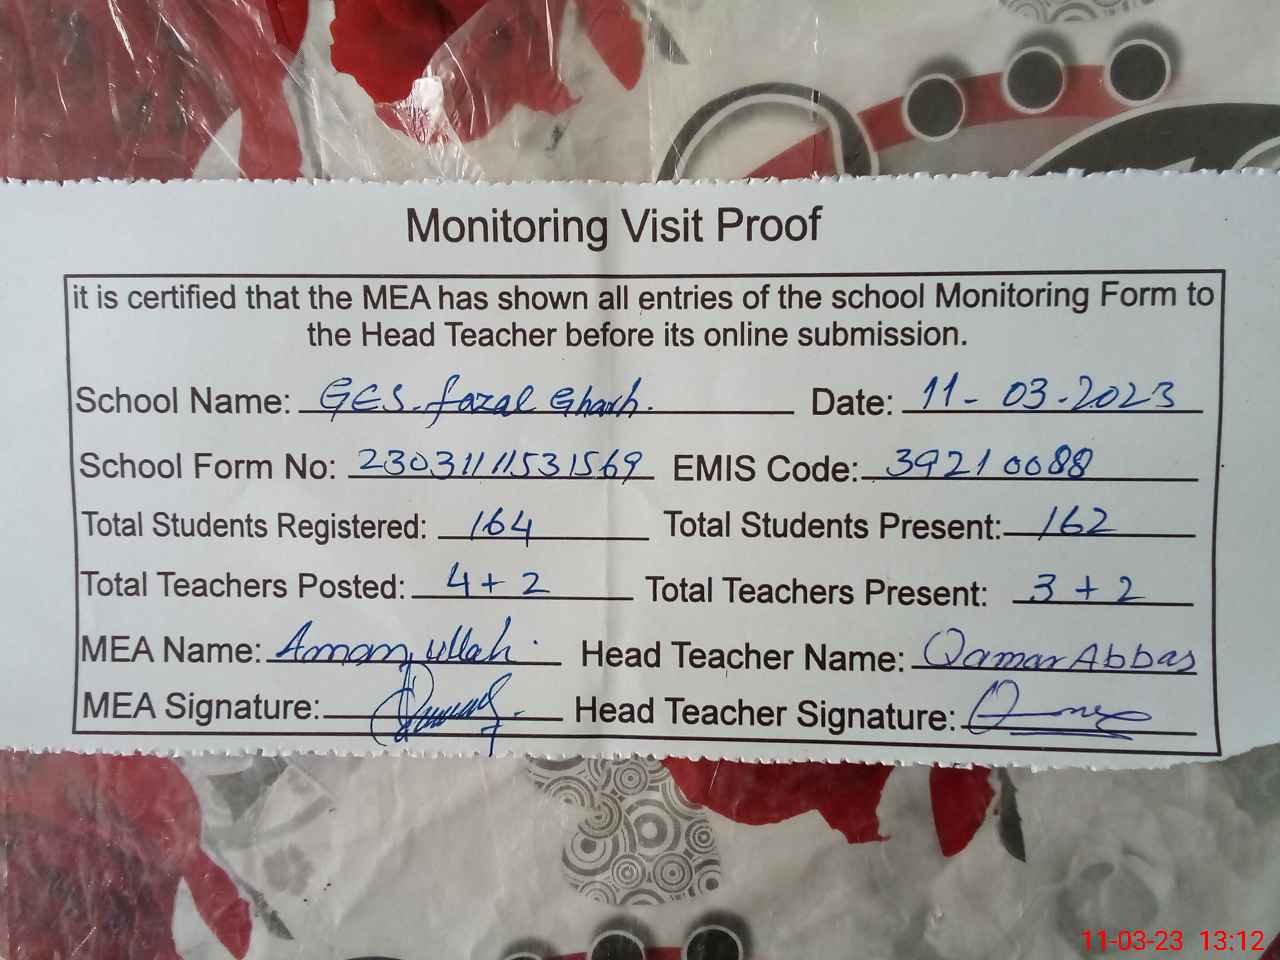 Monitoring Visit Proof
it is certified that the MEA has shown all entries of the school Monitoring Form to
the Head Teacher before its online submission.
School Name: GES. fazal Gharh. Date: 11-03-2023
School Form No: 23031111531569 EMIS Code: 39210088
Total Students Registered: 164 Total Students Present: 162
Total Teachers Posted: 4+2 Total Teachers Present: 3+2
MEA Name: Amanullah. Head Teacher Name: Qamar Abbas
MEA Signature: Head Teacher Signature:
11-03-23 13:12